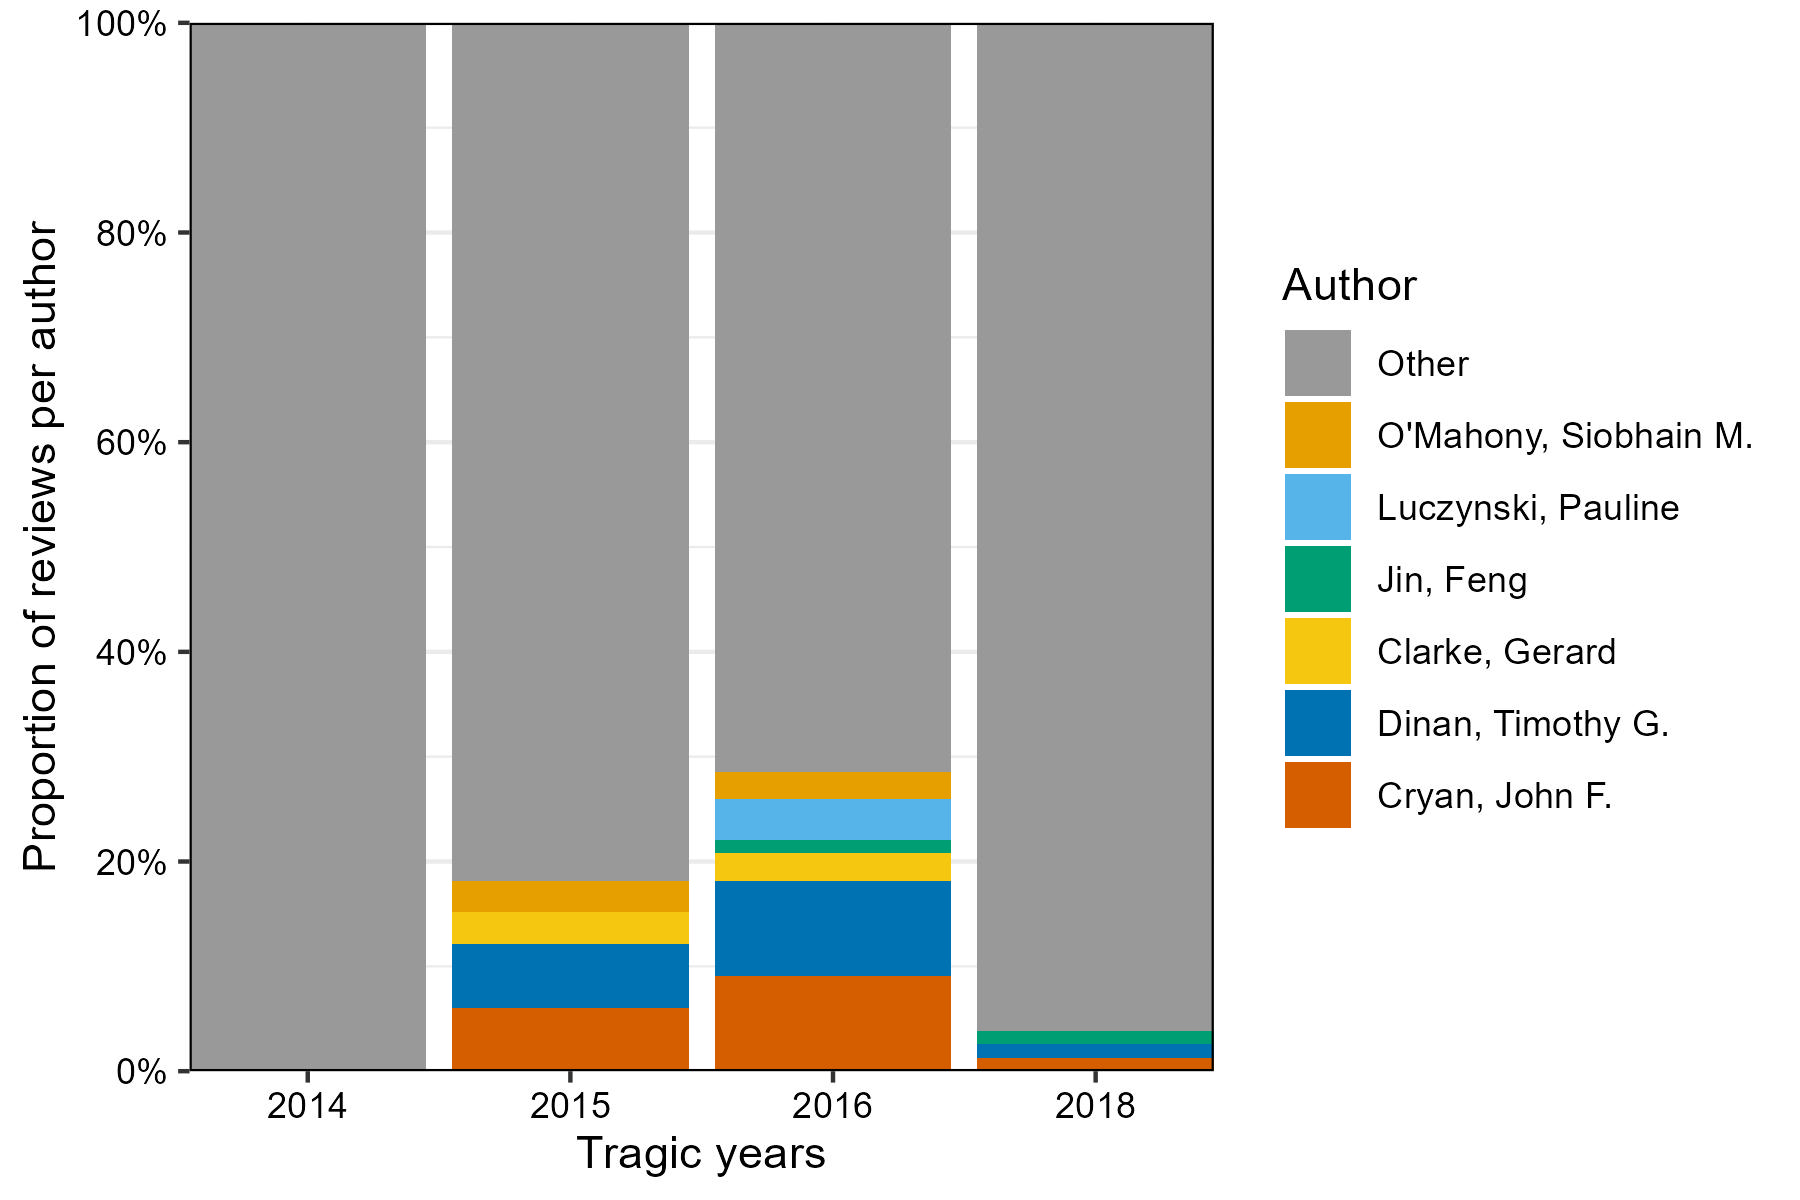 100%
80%
60%
40%
20%
0%
Proportion of reviews per author
2014
2015
2016
2018
Tragic years
Author
Other
O'Mahony, Siobhain M.
Luczynski, Pauline
Jin, Feng
Clarke, Gerard
Dinan, Timothy G.
Cryan, John F.